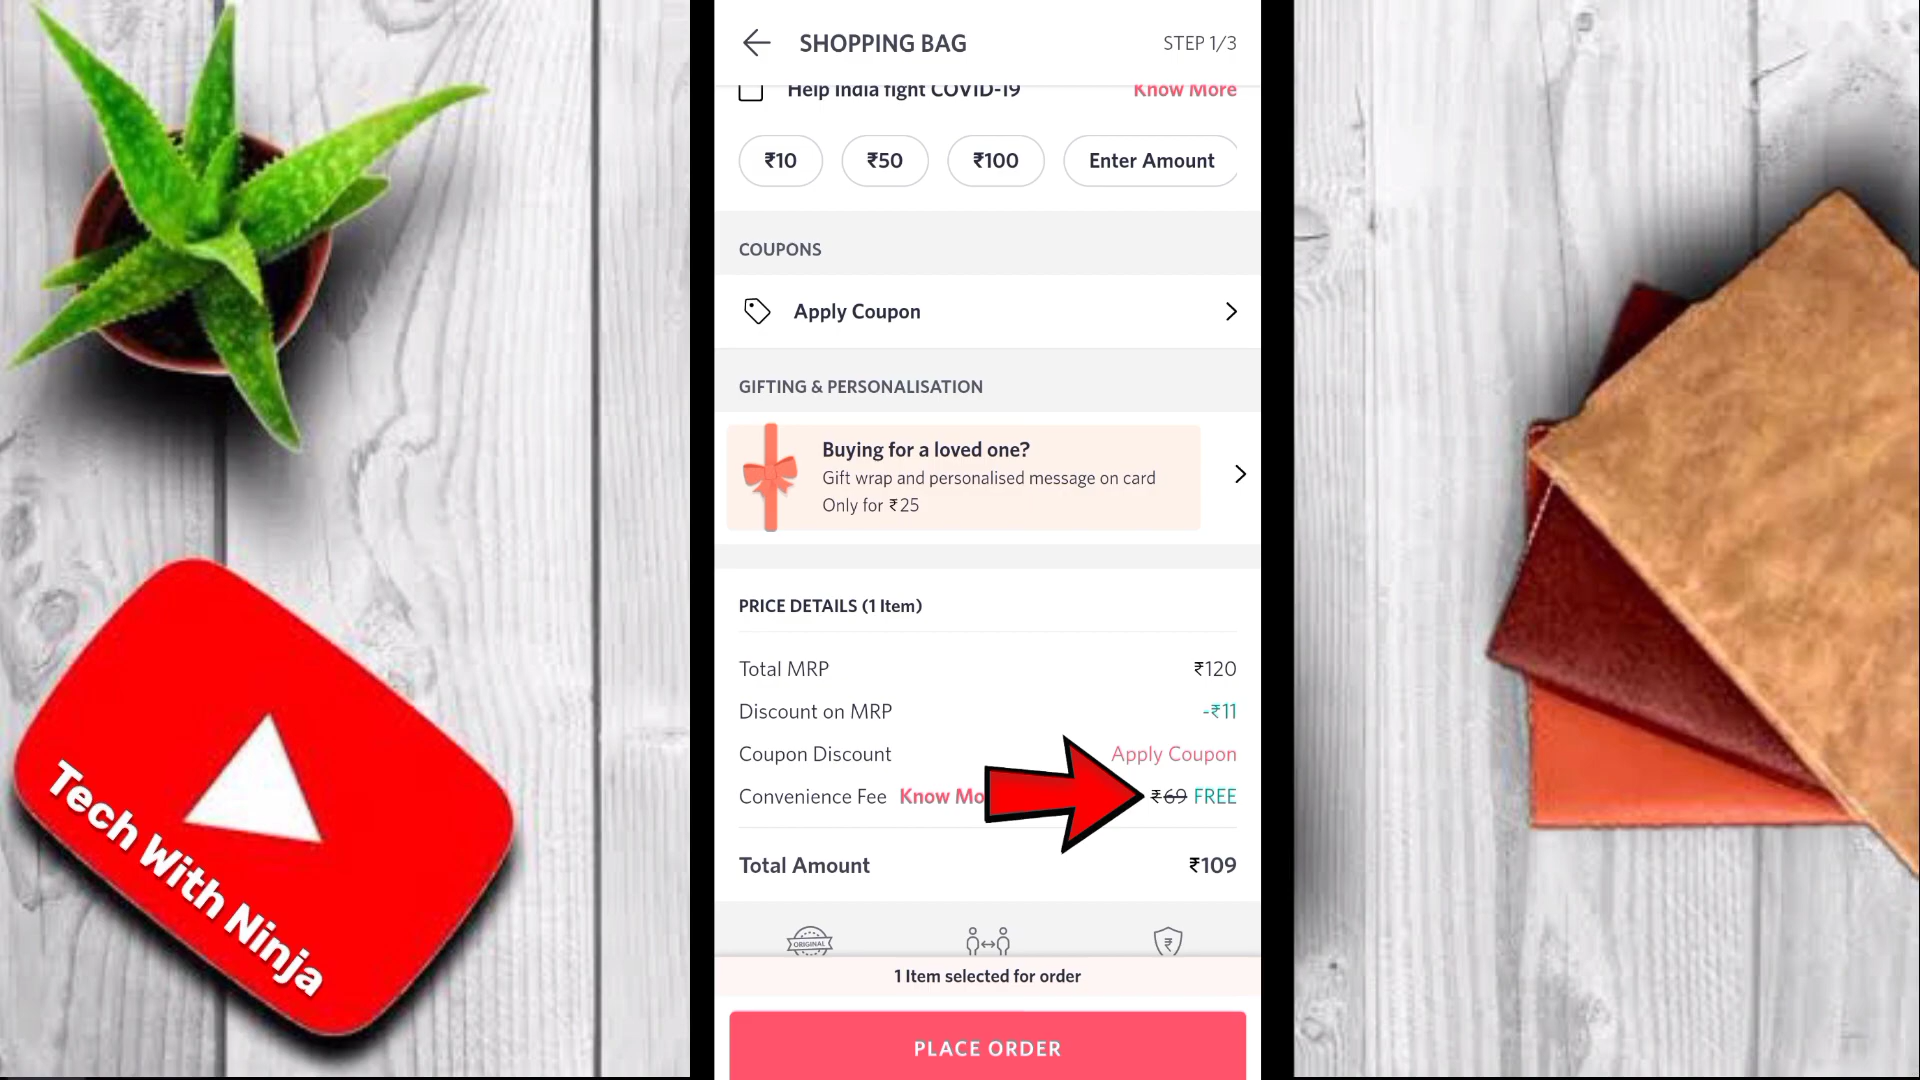 SHOPPING BAG
STEP 1/3
Help India fight COVID-19
Know More
₹10
₹50
₹100
Enter Amount
COUPONS
Apply Coupon
GIFTING & PERSONALISATION
Buying for a loved one?
Gift wrap and personalised message on card
Only for ₹25
PRICE DETAILS (1 Item)
Total MRP ₹120
Discount on MRP -₹11
Coupon Discount Apply Coupon
Convenience Fee Know Mo ₹69 FREE
Total Amount ₹109
ORIGINAL
₹
1 Item selected for order
PLACE ORDER
Tech With Ninja